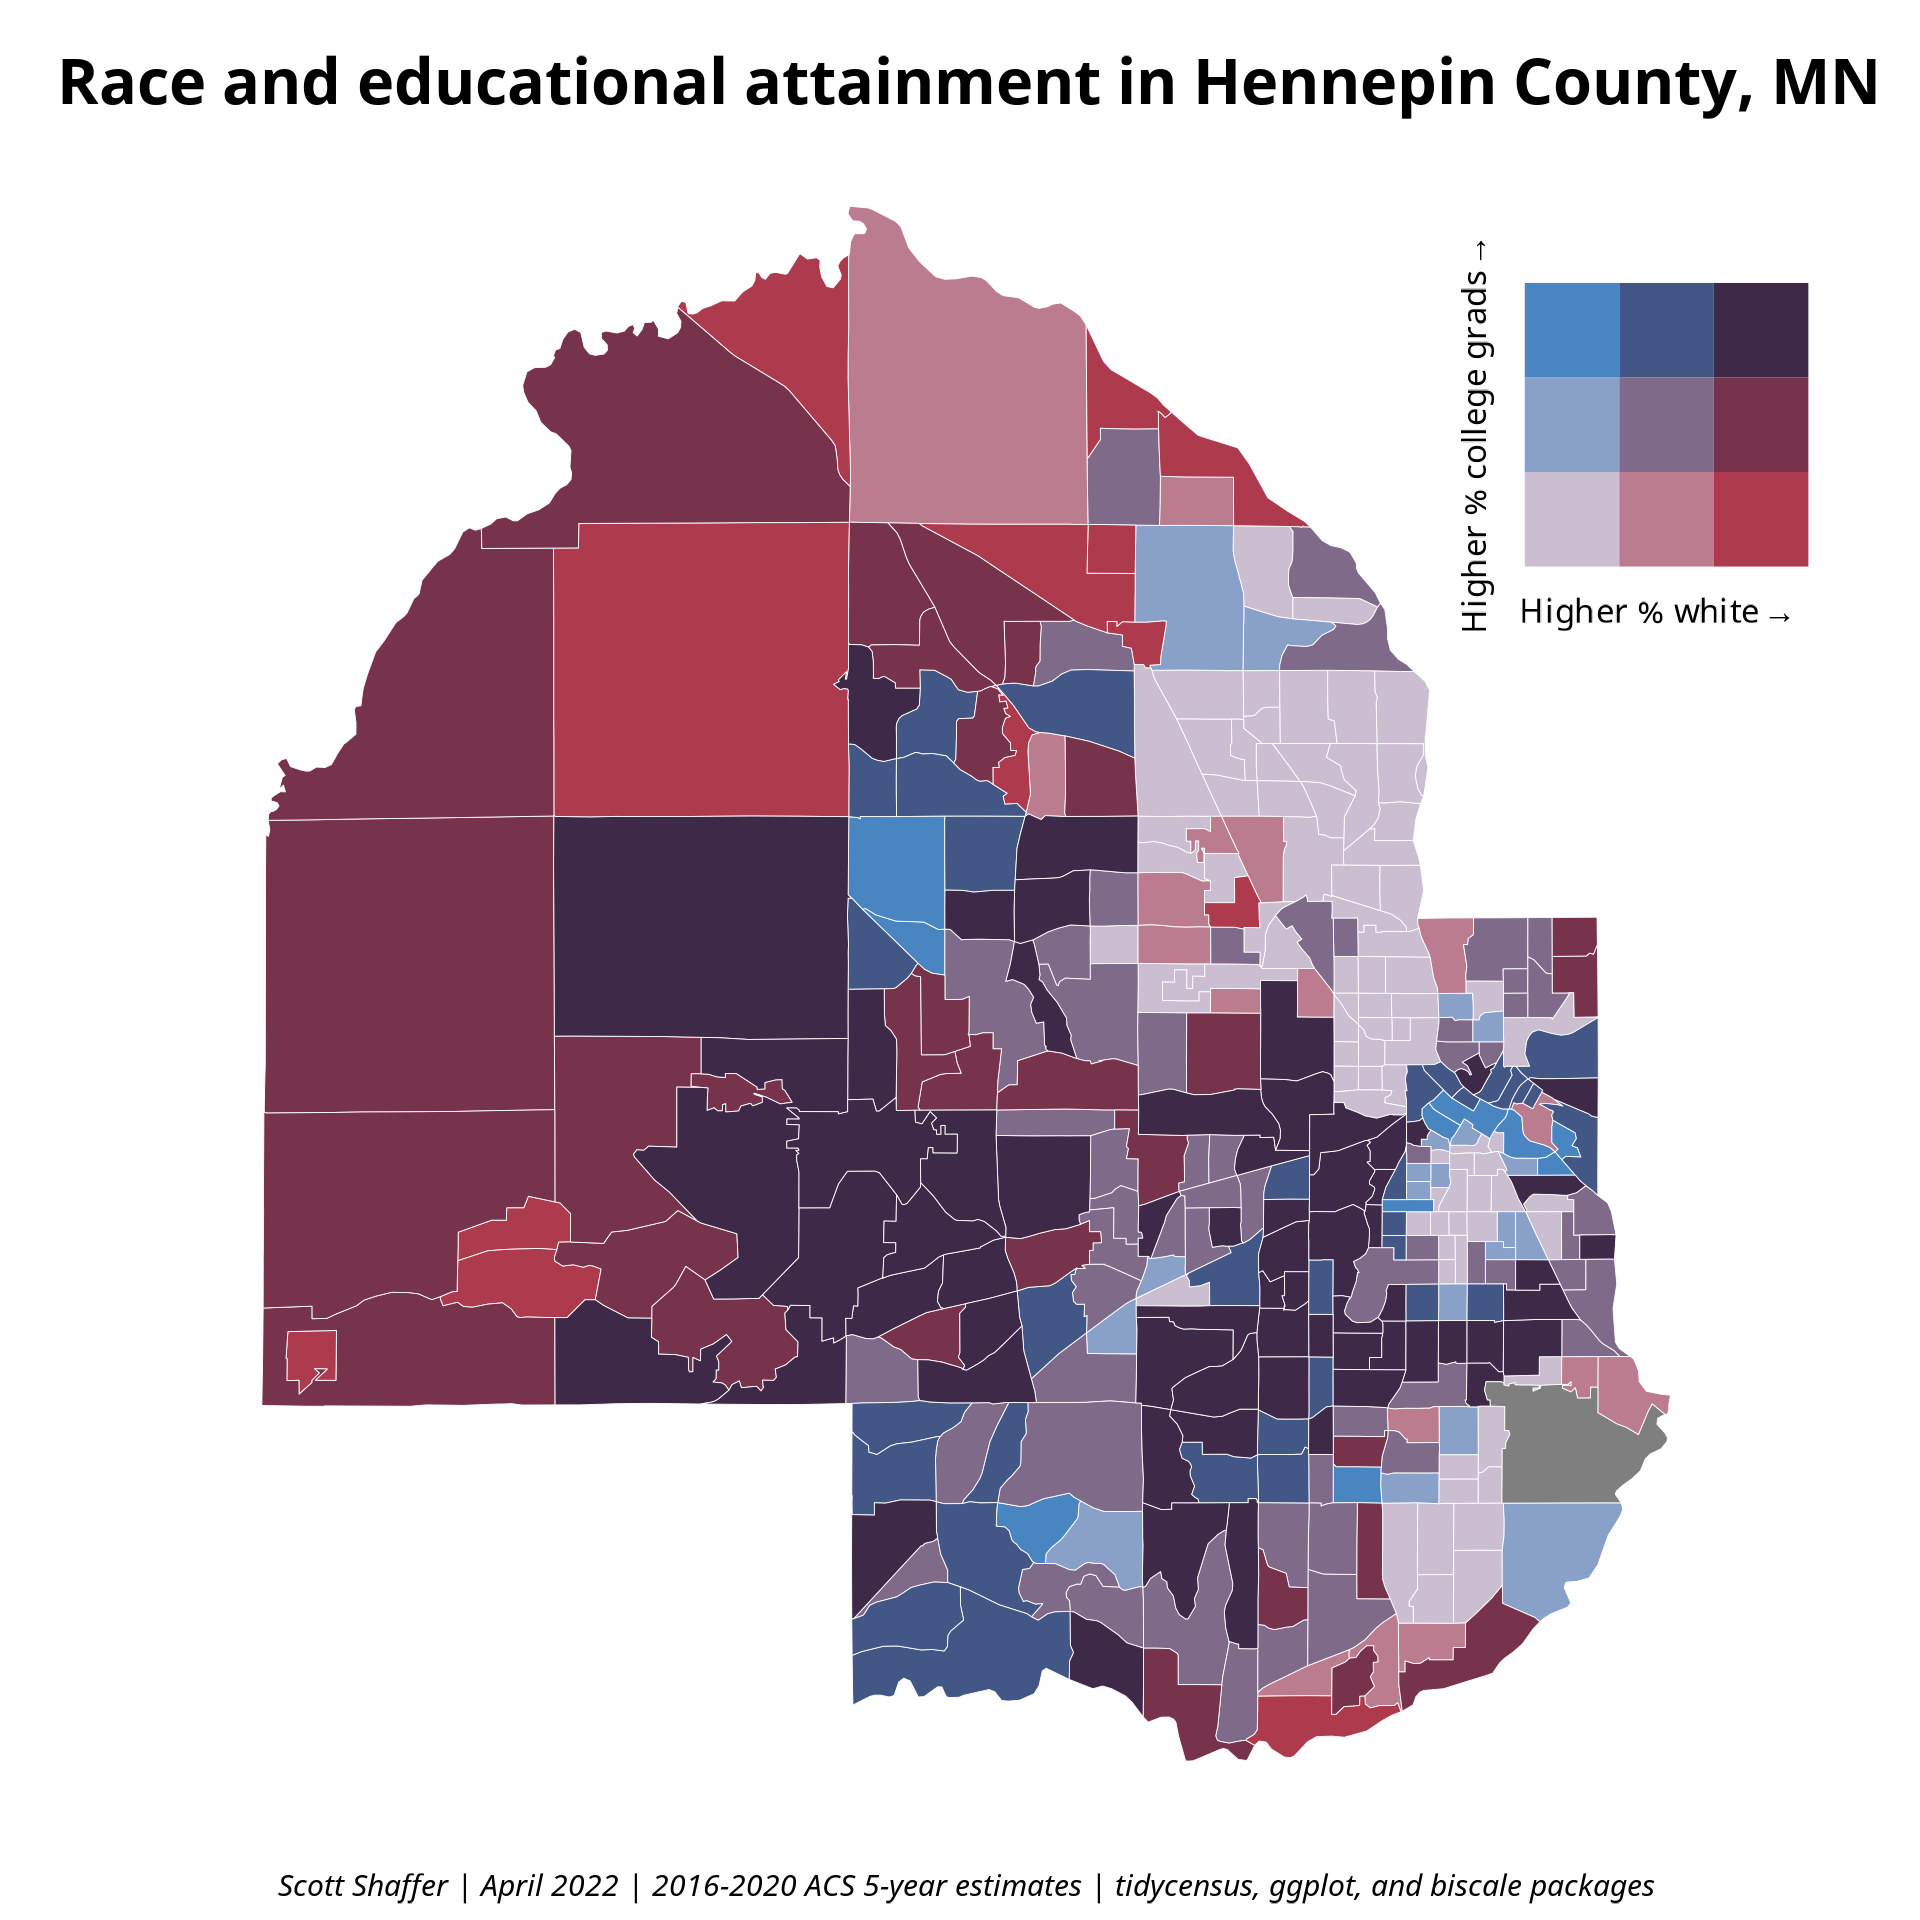 Race and educational attainment in Hennepin County, MN
Higher % college grads →
Higher % white →
Scott Shaffer | April 2022 | 2016-2020 ACS 5-year estimates | tidycensus, ggplot, and biscale packages